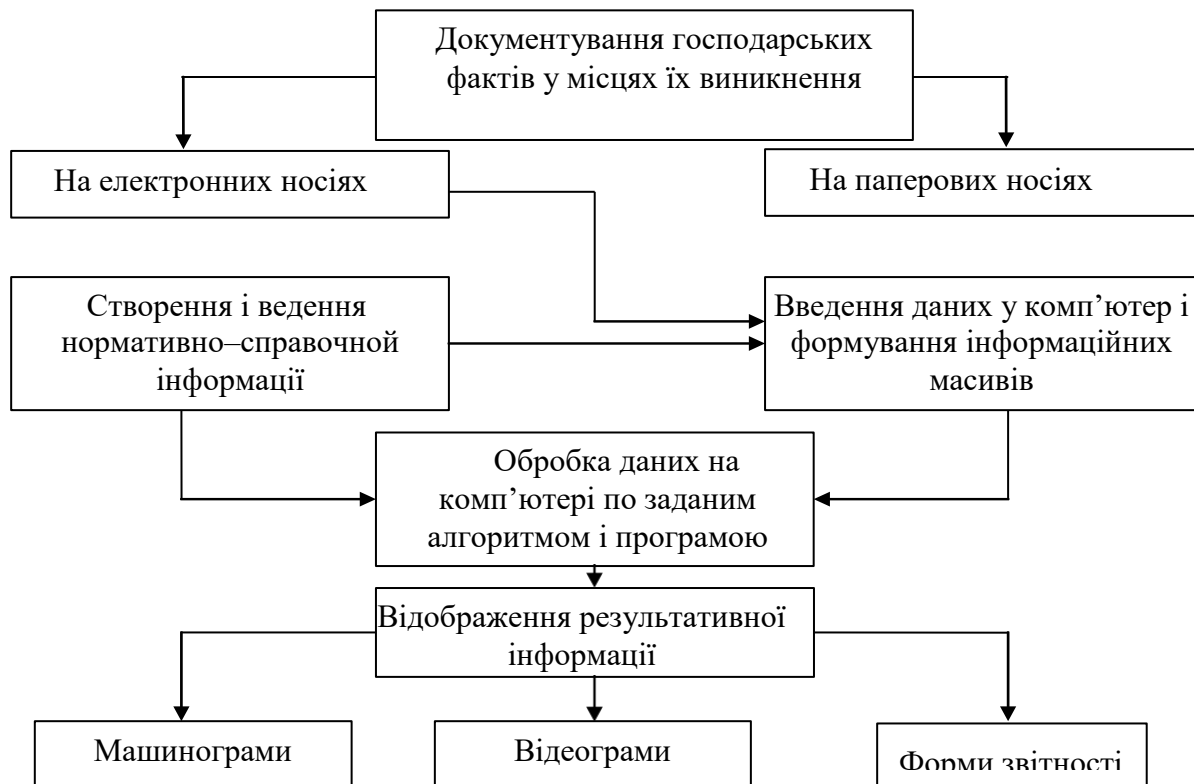 Документування господарських
фактів у місцях їх виникнення
На електронних носіях
На паперових носіях
Створення і ведення
нормативно–справочной
інформації
Введення даних у комп’ютер і
формування інформаційних
масивів
Обробка даних на
комп’ютері по заданим
алгоритмом і програмою
Відображення результативної
інформації
Машинограми
Відеограми
Форми звітності